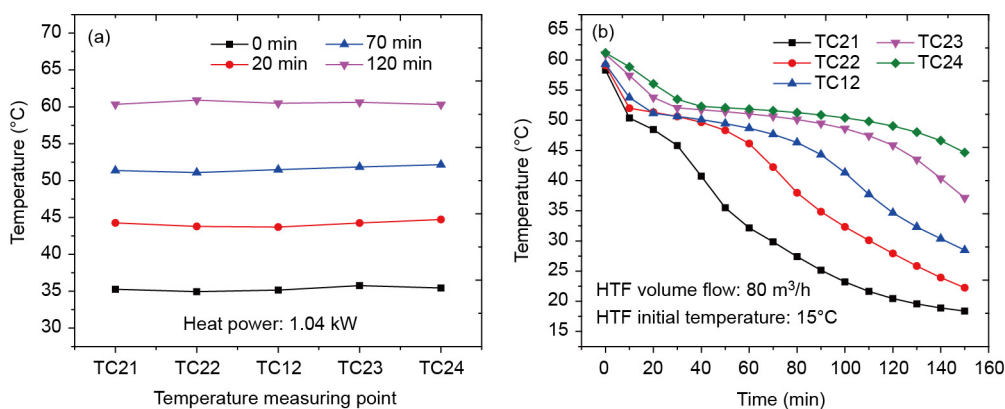 (a)
0 min
70 min
20 min
120 min
Temperature (°C)
70
65
60
55
50
45
40
35
30
Heat power: 1.04 kW
TC21 TC22 TC12 TC23 TC24
Temperature measuring point
(b)
TC21
TC23
TC22
TC24
TC12
Temperature (°C)
65
60
55
50
45
40
35
30
25
20
15
HTF volume flow: 80 m³/h
HTF initial temperature: 15°C
0 20 40 60 80 100 120 140 160
Time (min)